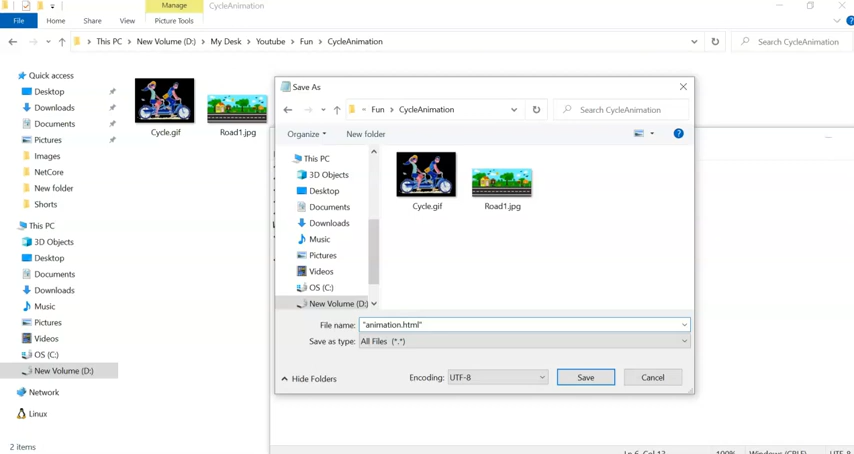 Manage
CycleAnimation
File
Home
Share
View
Picture Tools
This PC
New Volume (D:)
My Desk
Youtube
Fun
CycleAnimation
Search CycleAnimation
Quick access
Desktop
Downloads
Documents
Pictures
Images
NetCore
New folder
Shorts
This PC
3D Objects
Desktop
Documents
Downloads
Music
Pictures
Videos
OS (C:)
New Volume (D:)
Network
Linux
2 items
Cycle.gif
Road1.jpg
Save As
Fun
CycleAnimation
Search CycleAnimation
Organize
New folder
This PC
3D Objects
Desktop
Documents
Downloads
Music
Pictures
Videos
OS (C:)
New Volume (D:)
Cycle.gif
Road1.jpg
File name: "animation.html"
Save as type: All Files (*.*)
Hide Folders
Encoding: UTF-8
Save
Cancel
100%